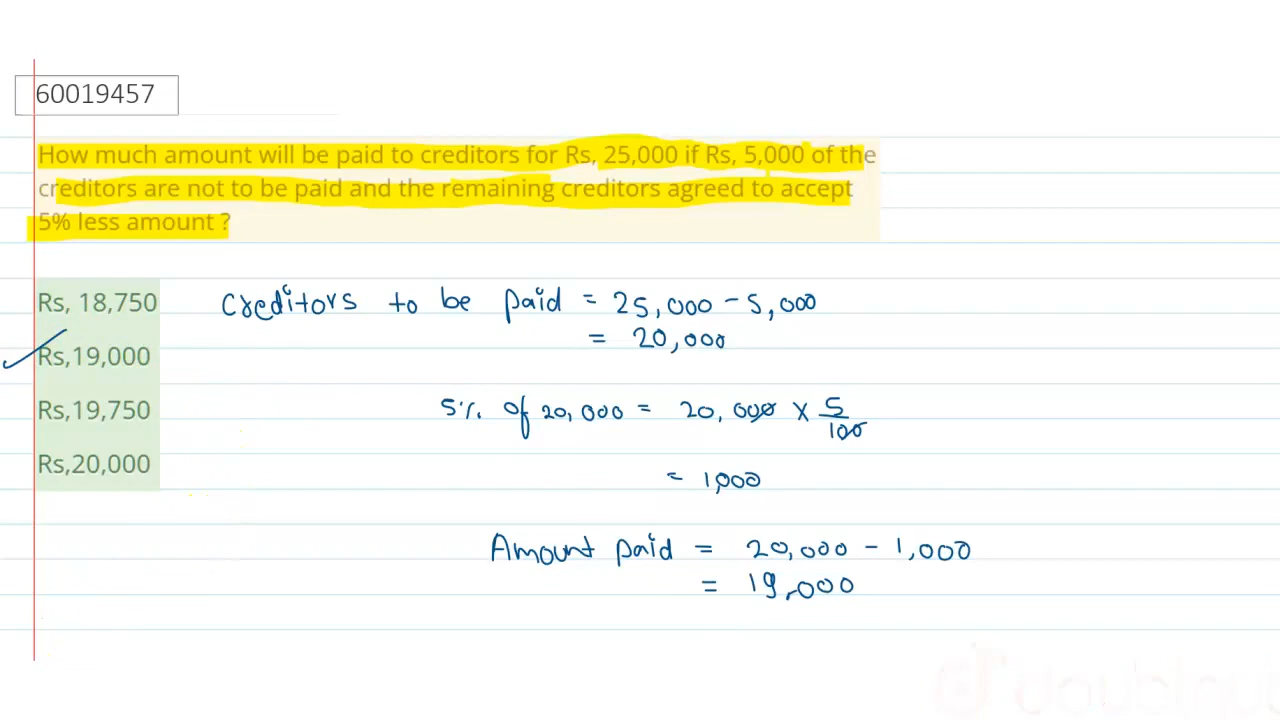 60019457
How much amount will be paid to creditors for Rs, 25,000 if Rs, 5,000 of the
creditors are not to be paid and the remaining creditors agreed to accept
5% less amount ?
Rs, 18,750
Creditors to be paid = 25,000 - 5,000
= 20,000
Rs,19,000
Rs,19,750
5% of 20,000 = 20,000 × 5/100
Rs,20,000
= 1,000
Amount paid = 20,000 - 1,000
= 19,000